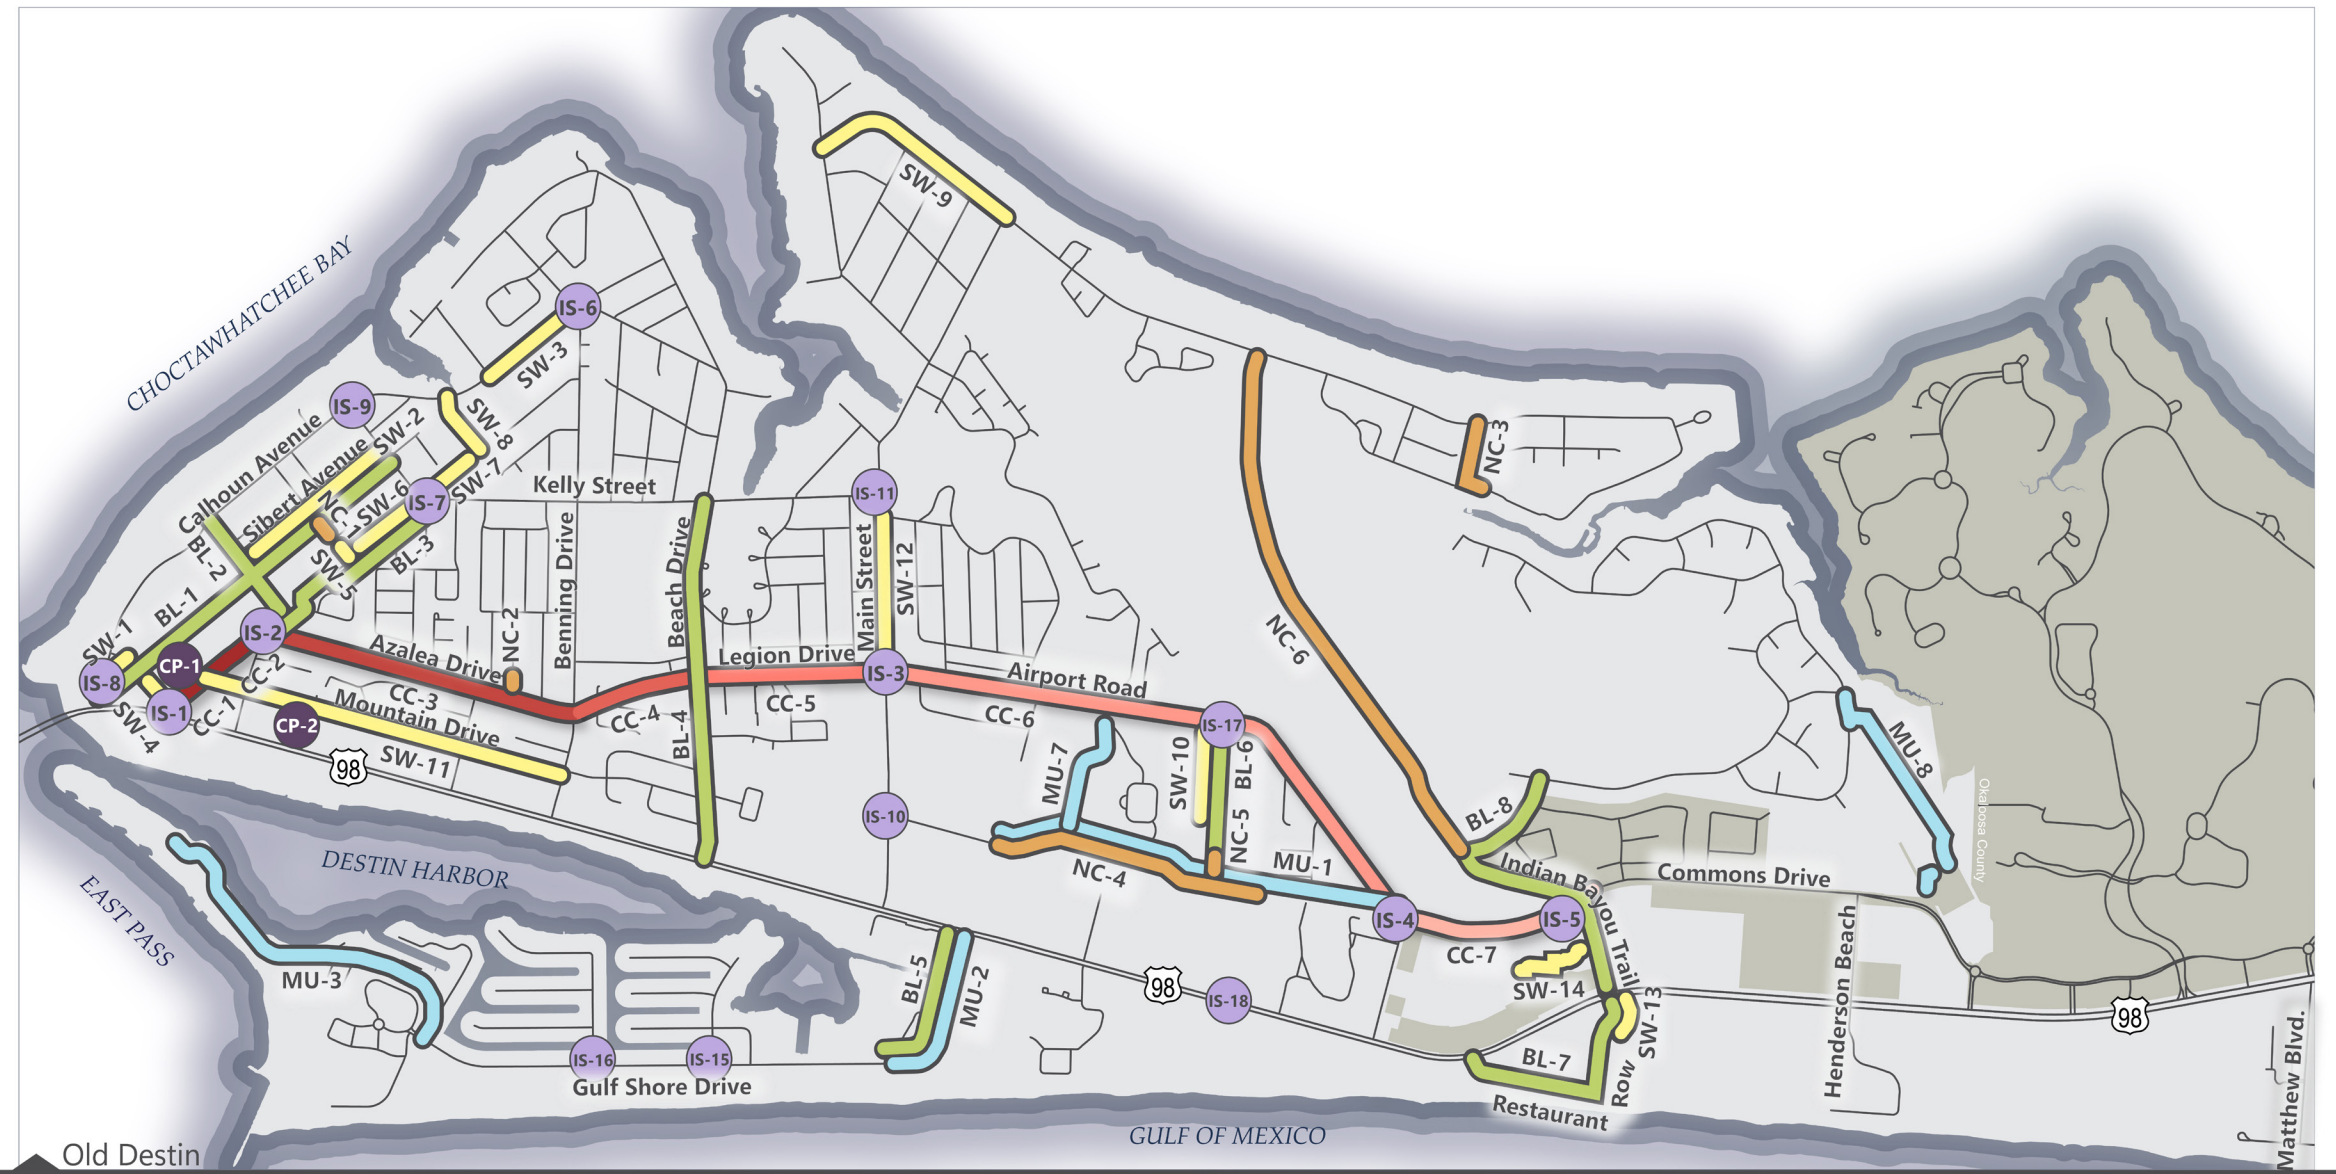 CHOCTAWHATCHEE BAY
SW-9
IS-6
SW-3
IS-9
SW-8
SW-2
Calhoun Avenue
Sibert Avenue
NC-1
SW-6
IS-7
SW-7
Kelly Street
IS-11
NC-3
BL-2
BL-3
SW-5
BL-1
SW-1
IS-2
CP-1
IS-8
IS-1
SW-4
CC-1
CC-2
CP-2
Azalea Drive
NC-2
CC-3
Mountain Drive
SW-11
98
Benning Drive
Beach Drive
CC-4
BL-4
Main Street
SW-12
Legion Drive
IS-3
CC-5
Airport Road
CC-6
IS-17
NC-6
MU-7
SW-10
BL-6
NC-5
IS-10
NC-4
MU-1
BL-8
Indian Bayou Trail
Commons Drive
MU-8
Okaloosa County
IS-4
IS-5
CC-7
SW-14
SW-13
Henderson Beach
98
Matthew Blvd.
BL-7
Restaurant
Row
DESTIN HARBOR
EAST PASS
MU-3
BL-5
MU-2
98
IS-18
IS-16
IS-15
Gulf Shore Drive
GULF OF MEXICO
Old Destin